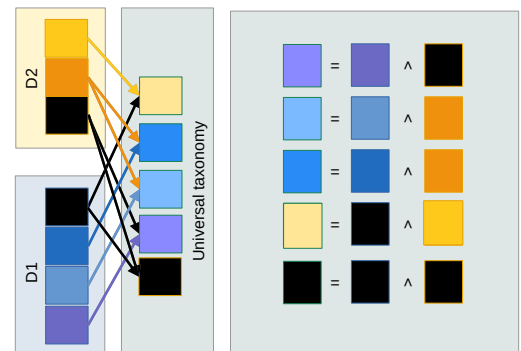 D2
D1
Universal taxonomy
= ^
= ^
= ^
= ^
= ^